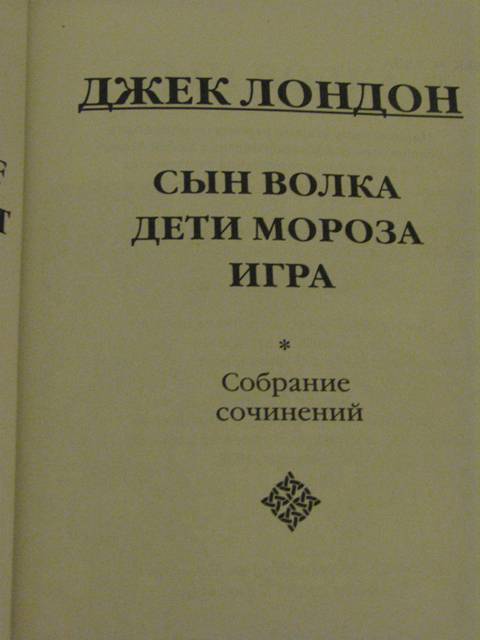 ДЖЕК ЛОНДОН
СЫН ВОЛКА
ДЕТИ МОРОЗА
ИГРА
*
Собрание
сочинений